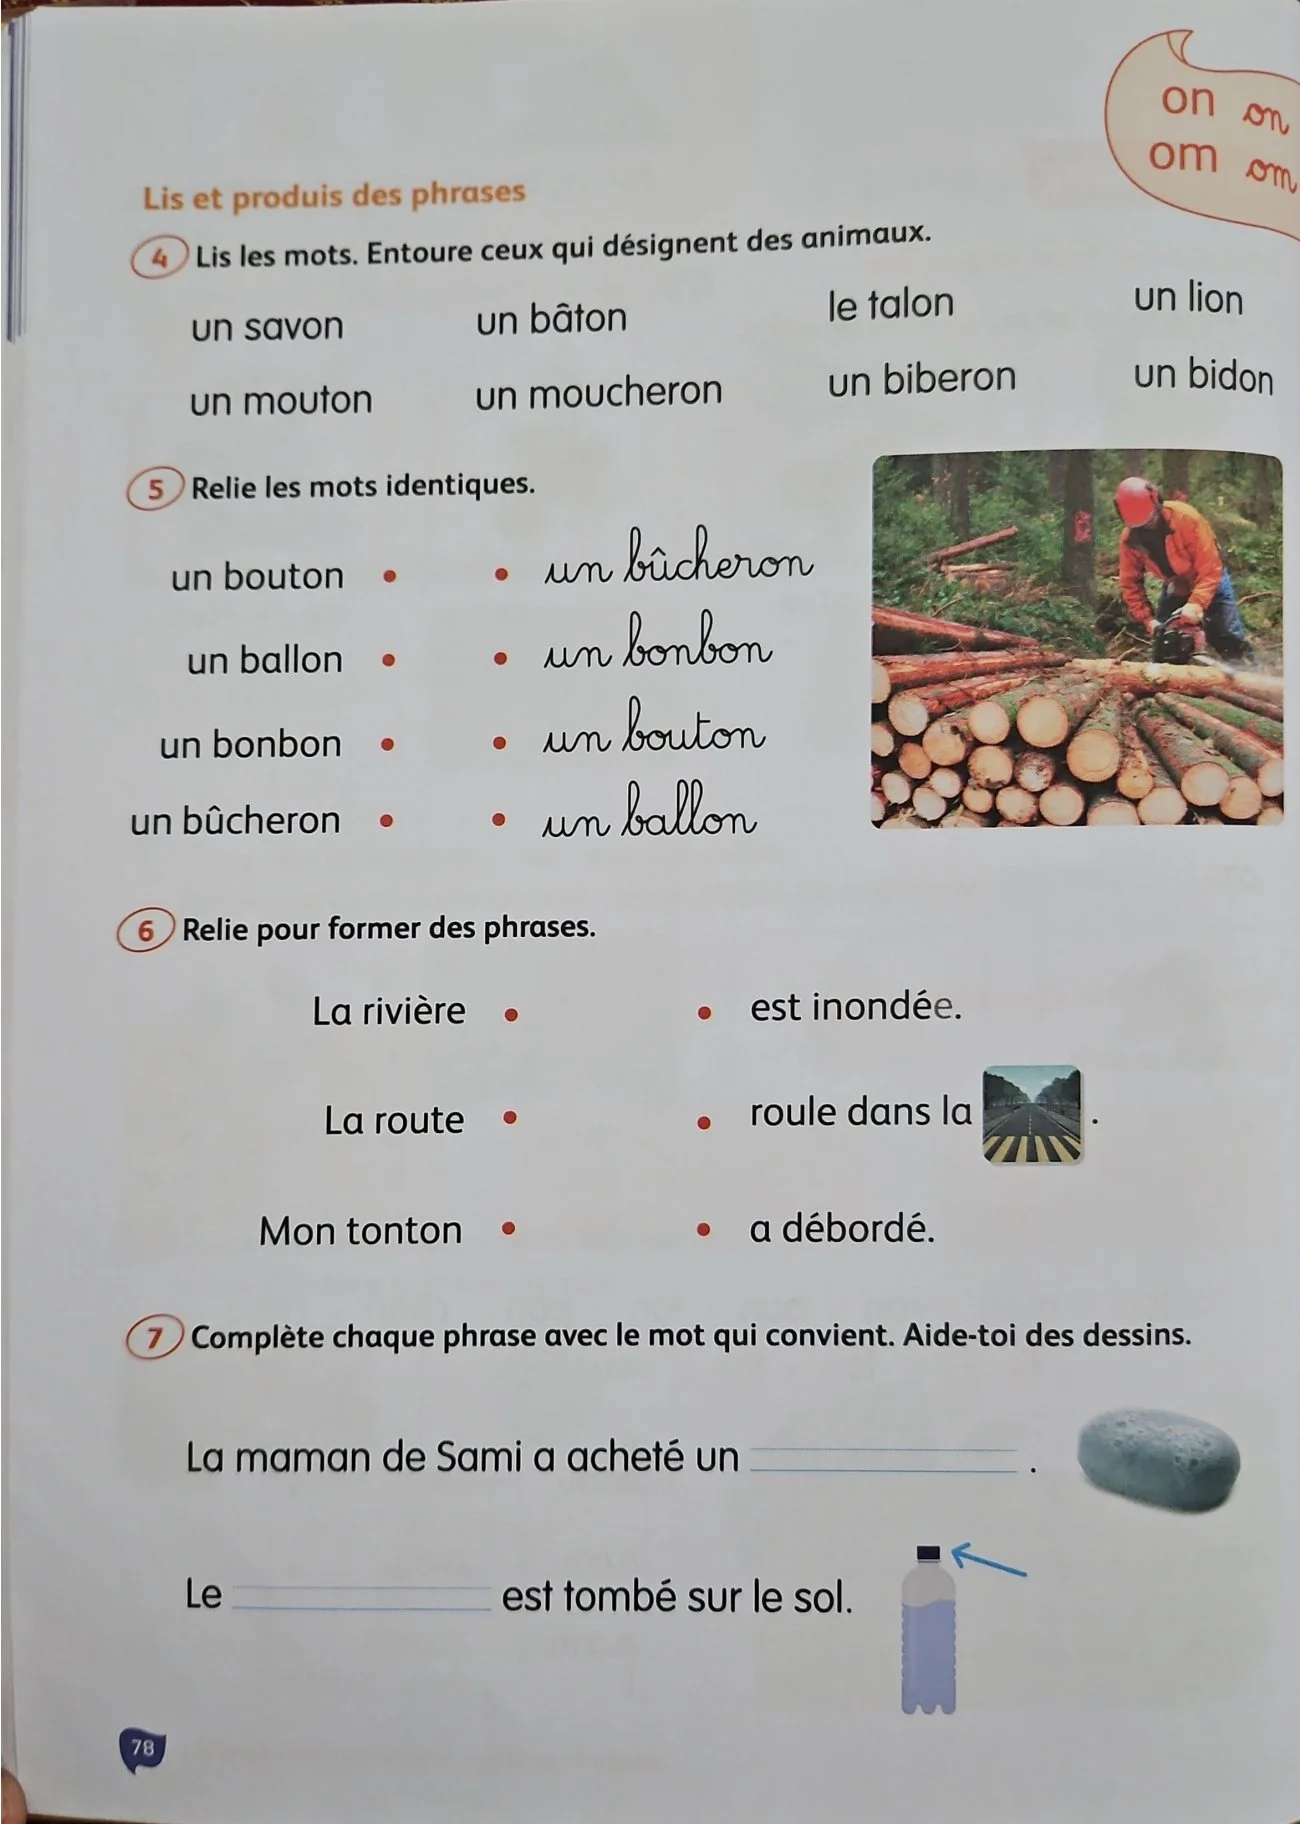 on on
om om
Lis et produis des phrases
4 Lis les mots. Entoure ceux qui désignent des animaux.
un savon un bâton le talon un lion
un mouton un moucheron un biberon un bidon
5 Relie les mots identiques.
un bouton • • un bûcheron
un ballon • • un bonbon
un bonbon • • un bouton
un bûcheron • • un ballon
6 Relie pour former des phrases.
La rivière • • est inondée.
La route • • roule dans la .
Mon tonton • • a débordé.
7 Complète chaque phrase avec le mot qui convient. Aide-toi des dessins.
La maman de Sami a acheté un .
Le est tombé sur le sol.
78